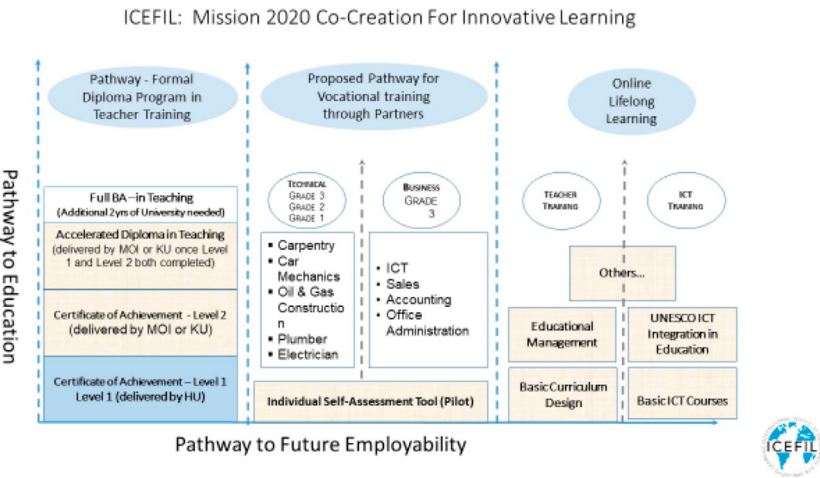 ICEFIL: Mission 2020 Co-Creation For Innovative Learning
Pathway - Formal
Diploma Program in
Teacher Training
Proposed Pathway for
Vocational training
through Partners
Online
Lifelong
Learning
Pathway to Education
Full BA – in Teaching
(Additional 2yrs of University needed)
Accelerated Diploma in Teaching
(delivered by MOI or KU once Level
1 and Level 2 both completed)
Certificate of Achievement - Level 2
(delivered by MOI or KU)
Certificate of Achievement – Level 1
Level 1 (delivered by HU)
TECHNICAL
GRADE 3
GRADE 2
GRADE 1
BUSINESS
GRADE
3
▪ Carpentry
▪ Car
Mechanics
▪ Oil & Gas
Constructio
n
▪ Plumber
▪ Electrician
• ICT
• Sales
• Accounting
• Office
Administration
Individual Self-Assessment Tool (Pilot)
TEACHER
TRAINING
ICT
TRAINING
Others...
Educational
Management
UNESCO ICT
Integration in
Education
Basic Curriculum
Design
Basic ICT Courses
Pathway to Future Employability
ICEFIL